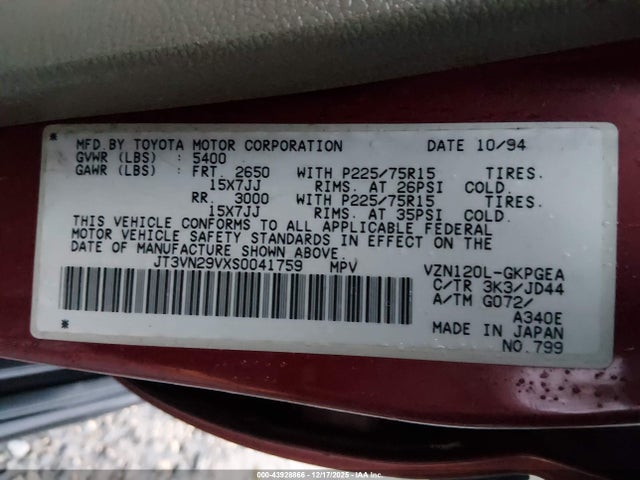 * MFD.BY TOYOTA MOTOR CORPORATION DATE 10/94
GVWR (LBS) : 5400
GAWR (LBS) : FRT. 2650 WITH P225/75R15 TIRES.
15X7JJ RIMS. AT 26PSI COLD.
RR. 3000 WITH P225/75R15 TIRES.
15X7JJ RIMS. AT 35PSI COLD.
THIS VEHICLE CONFORMS TO ALL APPLICABLE FEDERAL
MOTOR VEHICLE SAFETY STANDARDS IN EFFECT ON THE
DATE OF MANUFACTURE SHOWN ABOVE.
JT3VN29VXS0041759 MPV VZN120L-GKPGEA
C/TR 3K3/JD44
A/TM G072/
* A340E
MADE IN JAPAN
NO.799
000-43928866 - 12/17/2025 - IAA Inc.